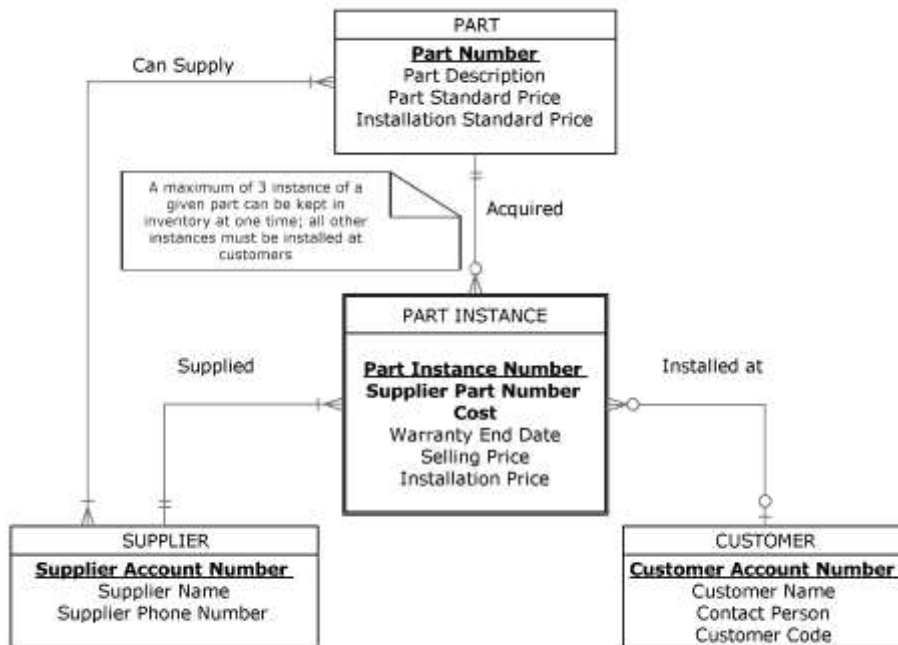 PART
Part Number
Part Description
Part Standard Price
Installation Standard Price
Can Supply
A maximum of 3 instance of a
given part can be kept in
inventory at one time; all other
instances must be installed at
customers
Acquired
PART INSTANCE
Part Instance Number
Supplier Part Number
Cost
Warranty End Date
Selling Price
Installation Price
Supplied
Installed at
SUPPLIER
Supplier Account Number
Supplier Name
Supplier Phone Number
CUSTOMER
Customer Account Number
Customer Name
Contact Person
Customer Code